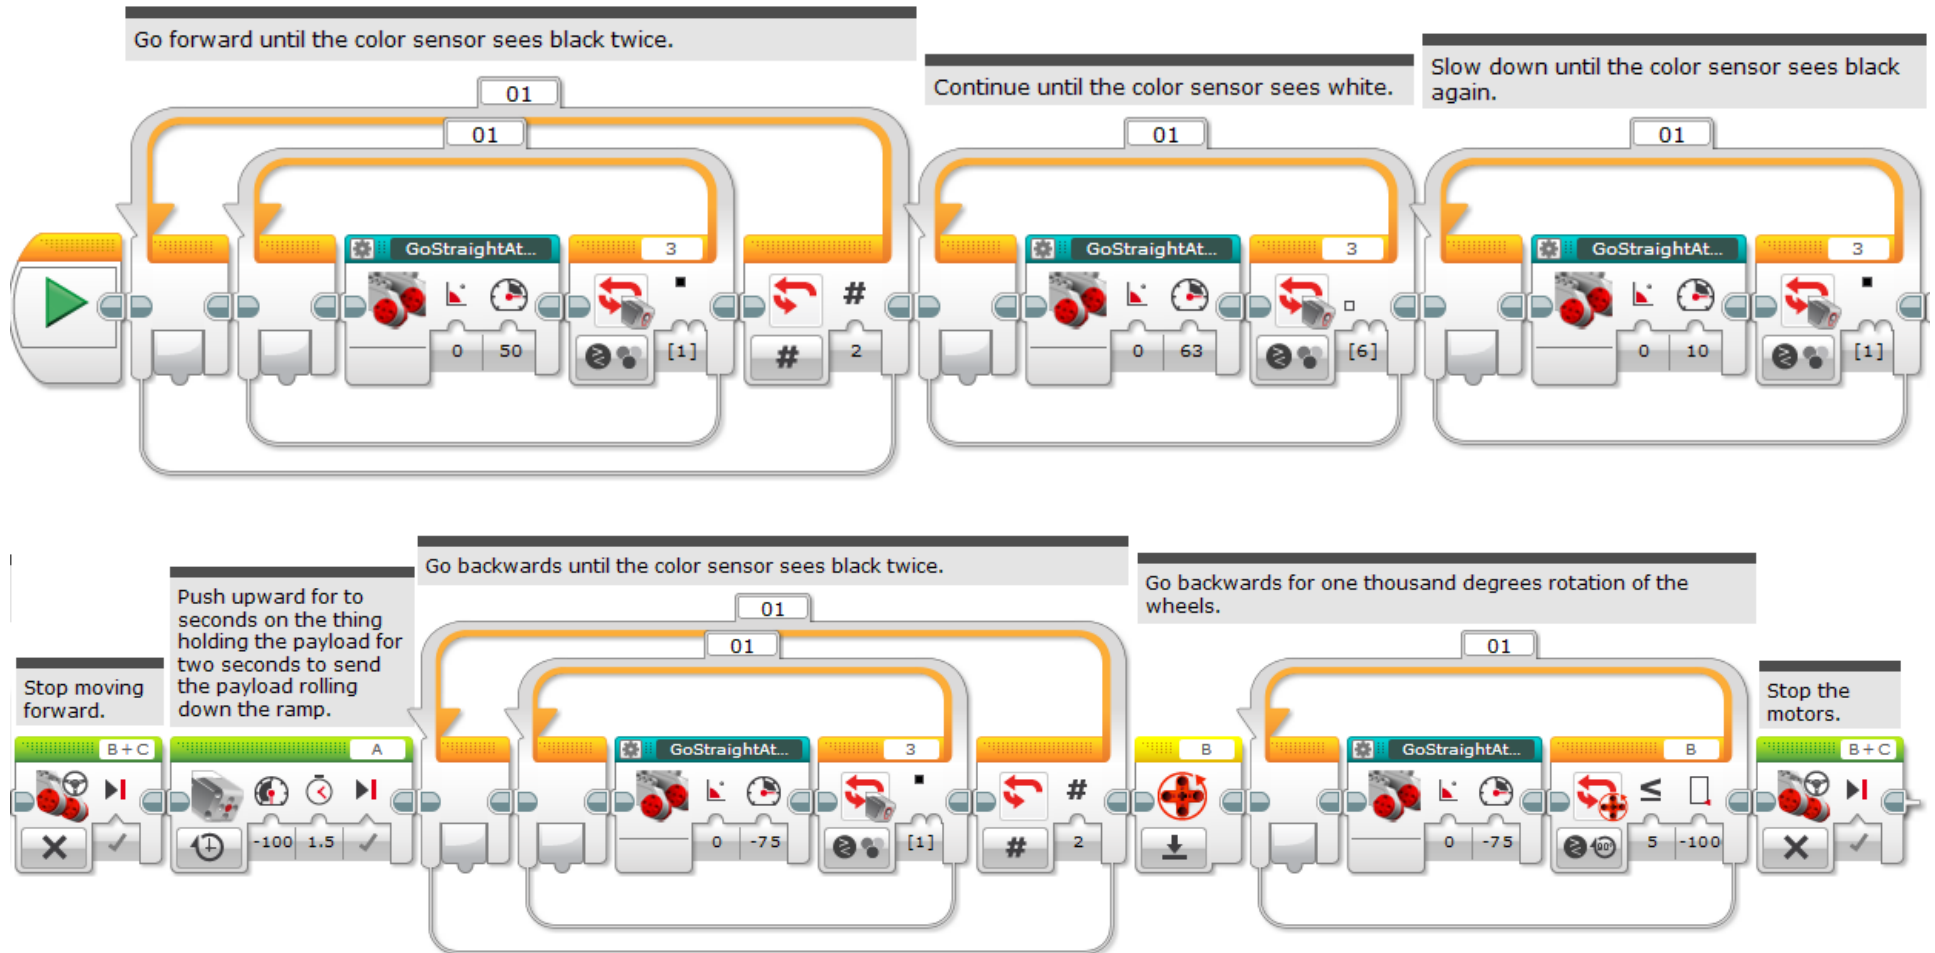 Go forward until the color sensor sees black twice.
Continue until the color sensor sees white.
Slow down until the color sensor sees black
again.
01
01
01
01
GoStraightAt...
3
#
0 50
[1]
#
2
GoStraightAt...
3
0 63
[6]
GoStraightAt...
3
0 10
[1]
Stop moving
forward.
Push upward for to
seconds on the thing
holding the payload for
two seconds to send
the payload rolling
down the ramp.
Go backwards until the color sensor sees black twice.
Go backwards for one thousand degrees rotation of the
wheels.
Stop the
motors.
01
01
01
B+C
A
-100 1.5
GoStraightAt...
3
#
0 -75
[1]
#
2
B
GoStraightAt...
B
≤
0 -75
5 -100
B+C